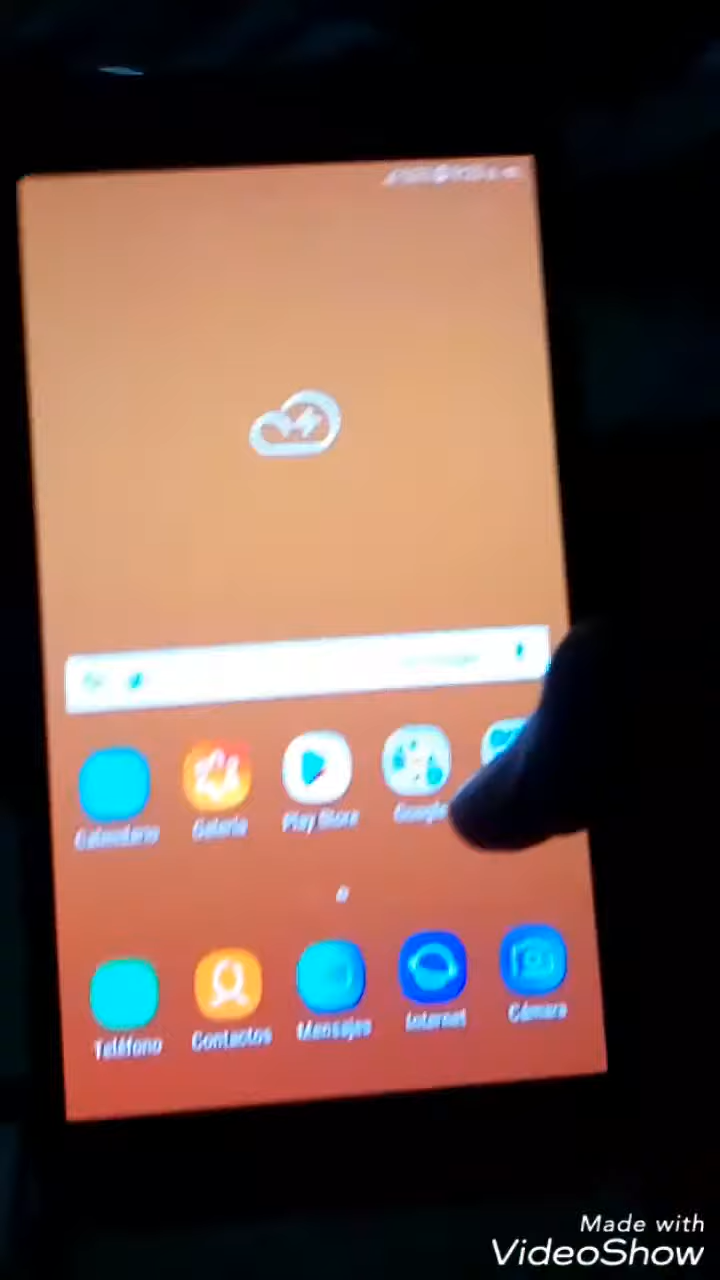 Calendario Galería Play Store Google
Teléfono Contactos Mensajes Internet Cámara
Made with
VideoShow